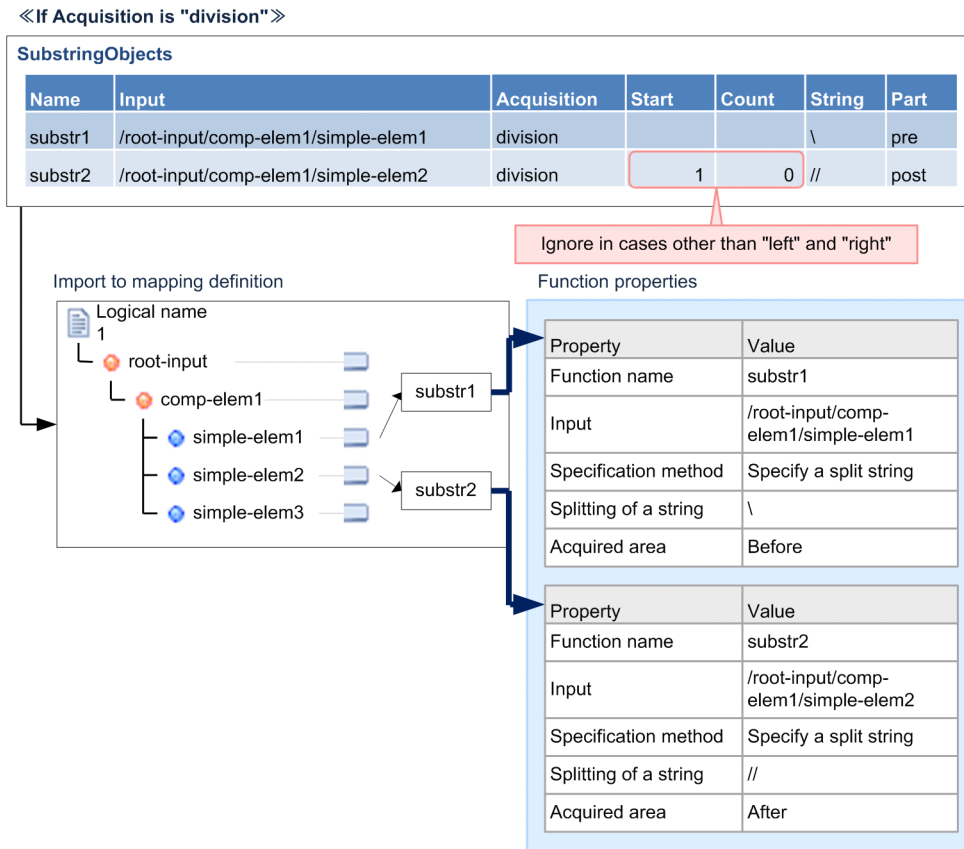 ≪If Acquisition is "division"≫
SubstringObjects
Name Input Acquisition Start Count String Part
substr1 /root-input/comp-elem1/simple-elem1 division \ pre
substr2 /root-input/comp-elem1/simple-elem2 division 1 0 // post
Ignore in cases other than "left" and "right"
Import to mapping definition
Logical name
1
root-input
comp-elem1
simple-elem1
simple-elem2
simple-elem3
substr1
substr2
Function properties
Property Value
Function name substr1
Input /root-input/comp-
elem1/simple-elem1
Specification method Specify a split string
Splitting of a string \
Acquired area Before
Property Value
Function name substr2
Input /root-input/comp-
elem1/simple-elem2
Specification method Specify a split string
Splitting of a string //
Acquired area After